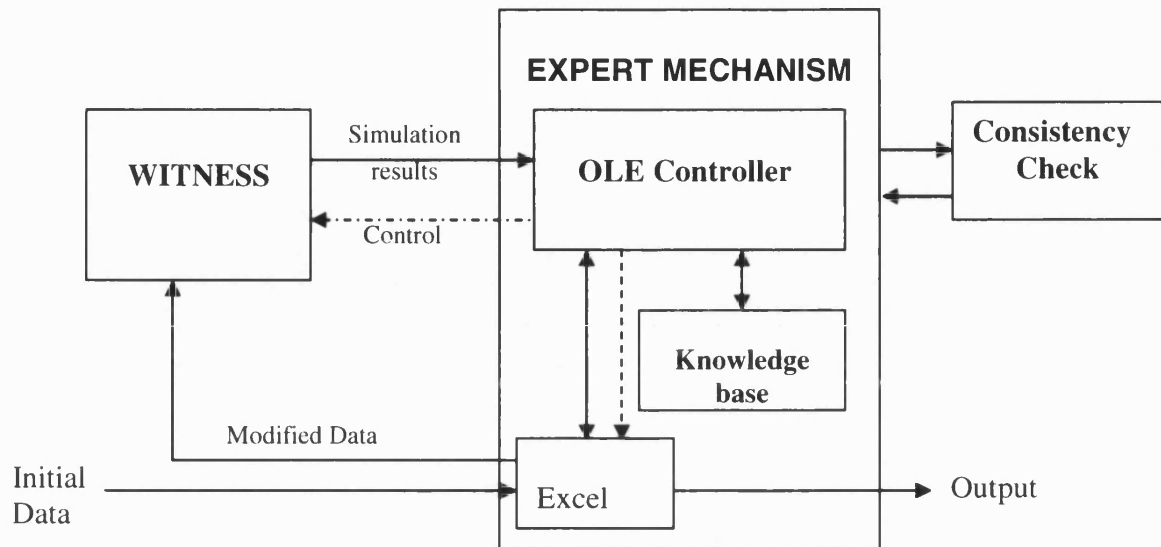 EXPERT MECHANISM
WITNESS
Simulation
results
Control
OLE Controller
Consistency
Check
Knowledge
base
Modified Data
Initial
Data
Excel
Output